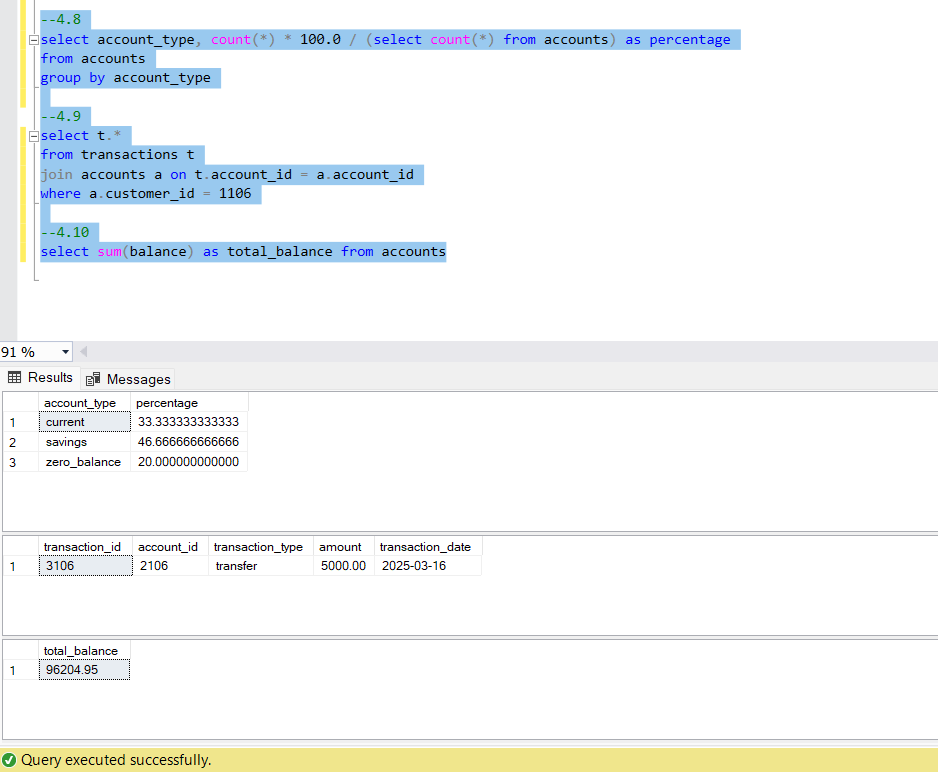 --4.8
select account_type, count(*) * 100.0 / (select count(*) from accounts) as percentage
from accounts
group by account_type
--4.9
select t.*
from transactions t
join accounts a on t.account_id = a.account_id
where a.customer_id = 1106
--4.10
select sum(balance) as total_balance from accounts
91 %
Results Messages
account_type percentage
1 current 33.333333333333
2 savings 46.666666666666
3 zero_balance 20.000000000000
transaction_id account_id transaction_type amount transaction_date
1 3106 2106 transfer 5000.00 2025-03-16
total_balance
1 96204.95
Query executed successfully.